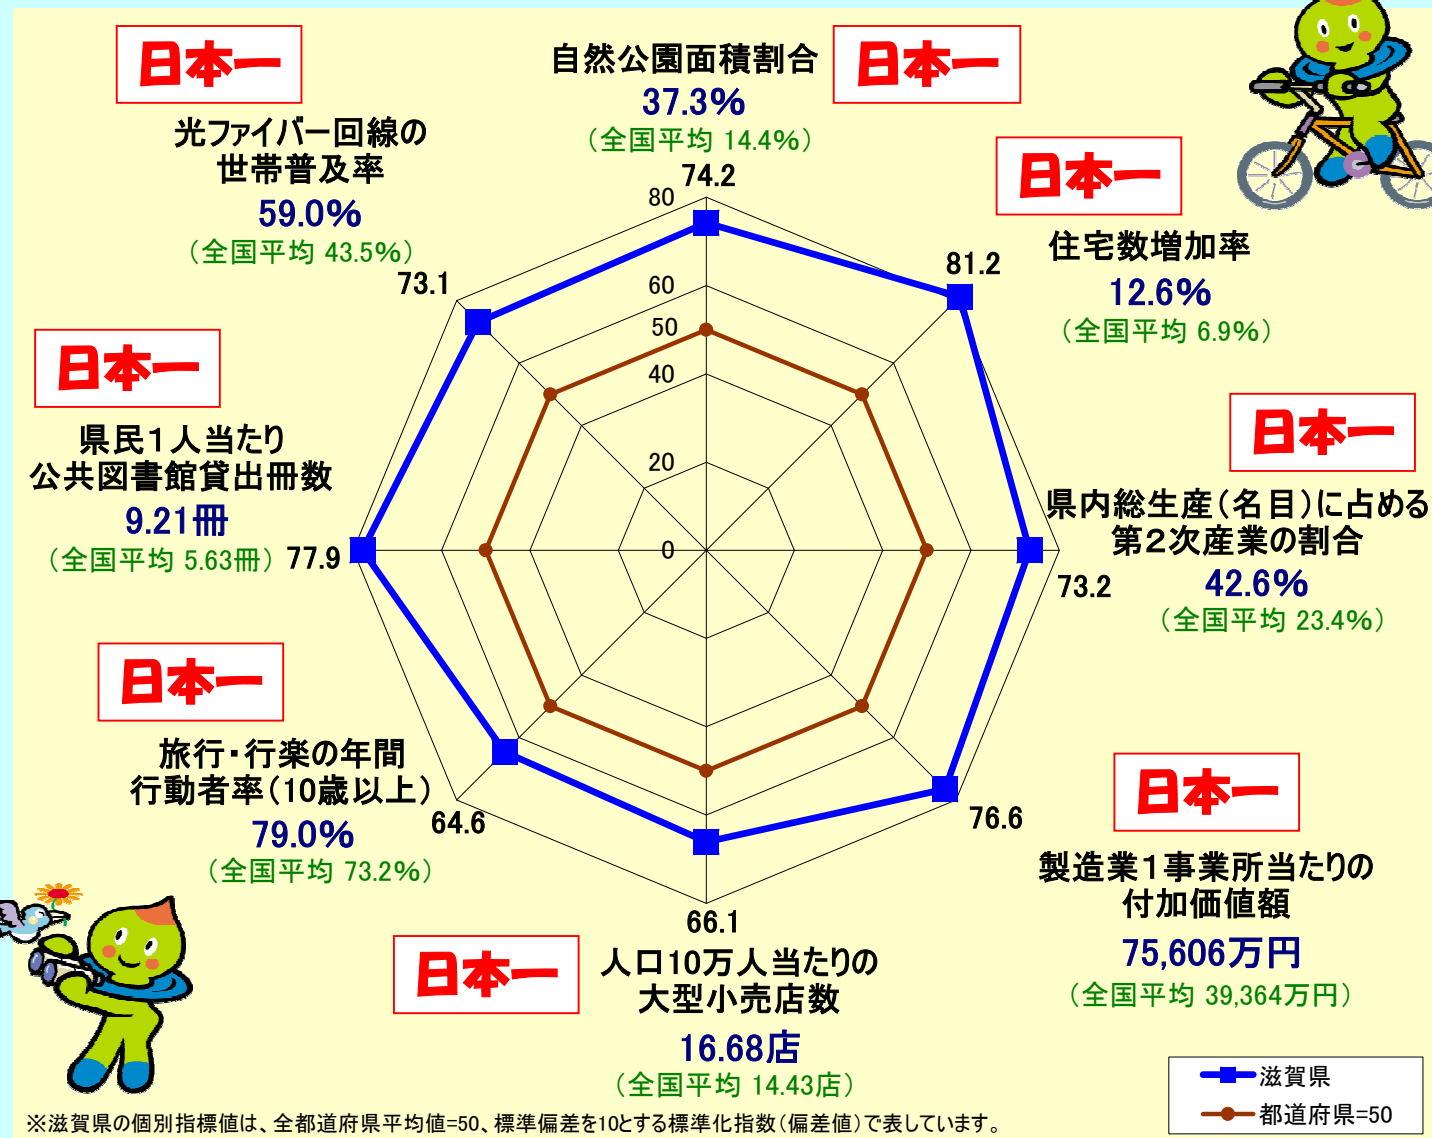 日本一
自然公園面積割合
37.3%
（全国平均 14.4%）
74.2
日本一
日本一
光ファイバー回線の
世帯普及率
59.0%
（全国平均 43.5%）
73.1
日本一
住宅数増加率
12.6%
（全国平均 6.9%）
81.2
80
60
50
40
20
0
日本一
県民１人当たり
公共図書館貸出冊数
9.21冊
（全国平均 5.63冊）
77.9
日本一
県内総生産（名目）に占める
第２次産業の割合
42.6%
（全国平均 23.4%）
73.2
日本一
旅行・行楽の年間
行動者率（10歳以上）
79.0%
（全国平均 73.2%）
64.6
日本一
製造業１事業所当たりの
付加価値額
75,606万円
（全国平均 39,364万円）
76.6
66.1
日本一
人口10万人当たりの
大型小売店数
16.68店
（全国平均 14.43店）
滋賀県
都道府県=50
※滋賀県の個別指標値は、全都道府県平均値=50、標準偏差を10とする標準化指数（偏差値）で表しています。